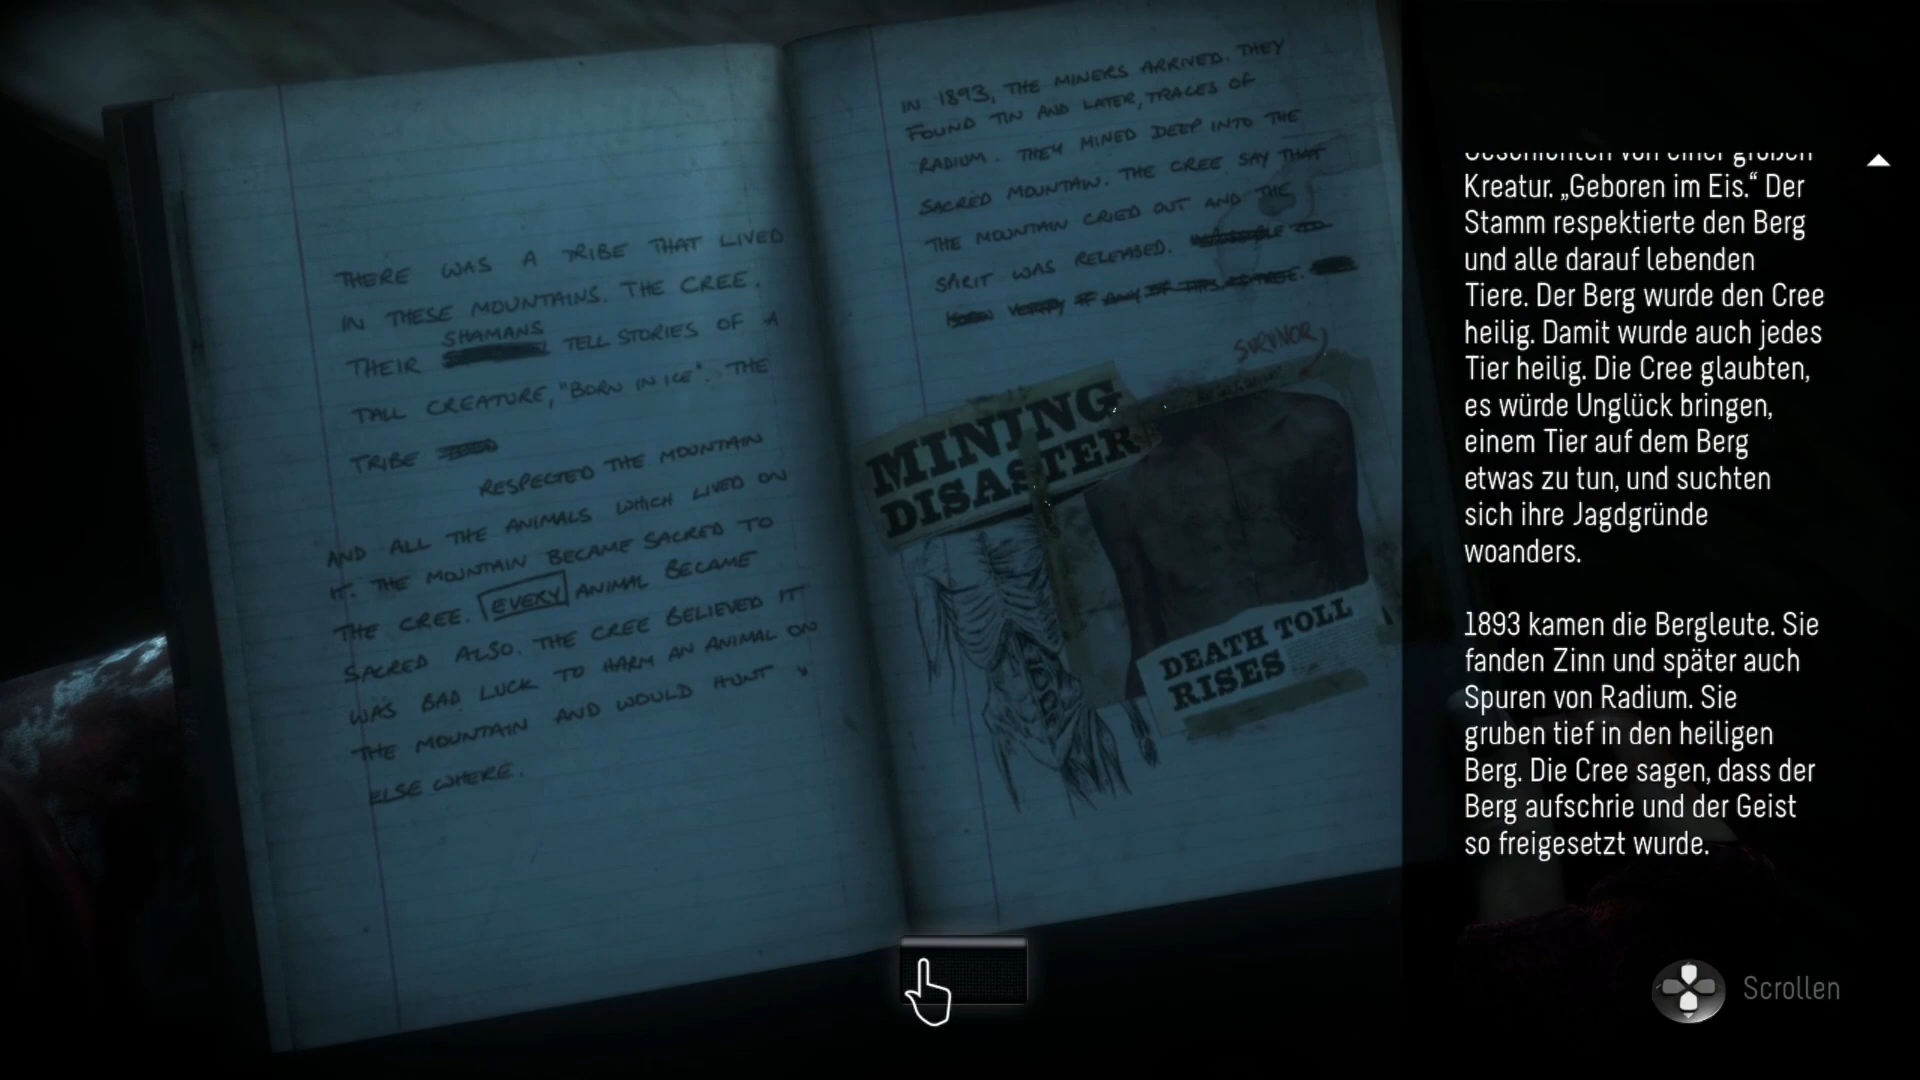 THERE WAS A TRIBE THAT LIVED
IN THESE MOUNTAINS. THE CREE.
SHAMANS
THEIR TELL STORIES OF A
TALL CREATURE, "BORN IN ICE". THE
TRIBE
RESPECTED THE MOUNTAIN
AND ALL THE ANIMALS WHICH LIVED ON
IT. THE MOUNTAIN BECAME SACRED TO
THE CREE. EVERY ANIMAL BECAME
SACRED ALSO. THE CREE BELIEVED IT
WAS BAD LUCK TO HARM AN ANIMAL ON
THE MOUNTAIN AND WOULD HUNT
ELSE WHERE.
IN 1893, THE MINERS ARRIVED. THEY
FOUND TIN AND LATER, TRACES OF
RADIUM. THEY MINED DEEP INTO THE
SACRED MOUNTAIN. THE CREE SAY THAT
THE MOUNTAIN CRIED OUT AND THE
SPIRIT WAS RELEASED.
SURVIVOR
MINING
DISASTER
DEATH TOLL
RISES
Geschichten von einer großen
Kreatur. „Geboren im Eis.“ Der
Stamm respektierte den Berg
und alle darauf lebenden
Tiere. Der Berg wurde den Cree
heilig. Damit wurde auch jedes
Tier heilig. Die Cree glaubten,
es würde Unglück bringen,
einem Tier auf dem Berg
etwas zu tun, und suchten
sich ihre Jagdgründe
woanders.
1893 kamen die Bergleute. Sie
fanden Zinn und später auch
Spuren von Radium. Sie
gruben tief in den heiligen
Berg. Die Cree sagen, dass der
Berg aufschrie und der Geist
so freigesetzt wurde.
Scrollen